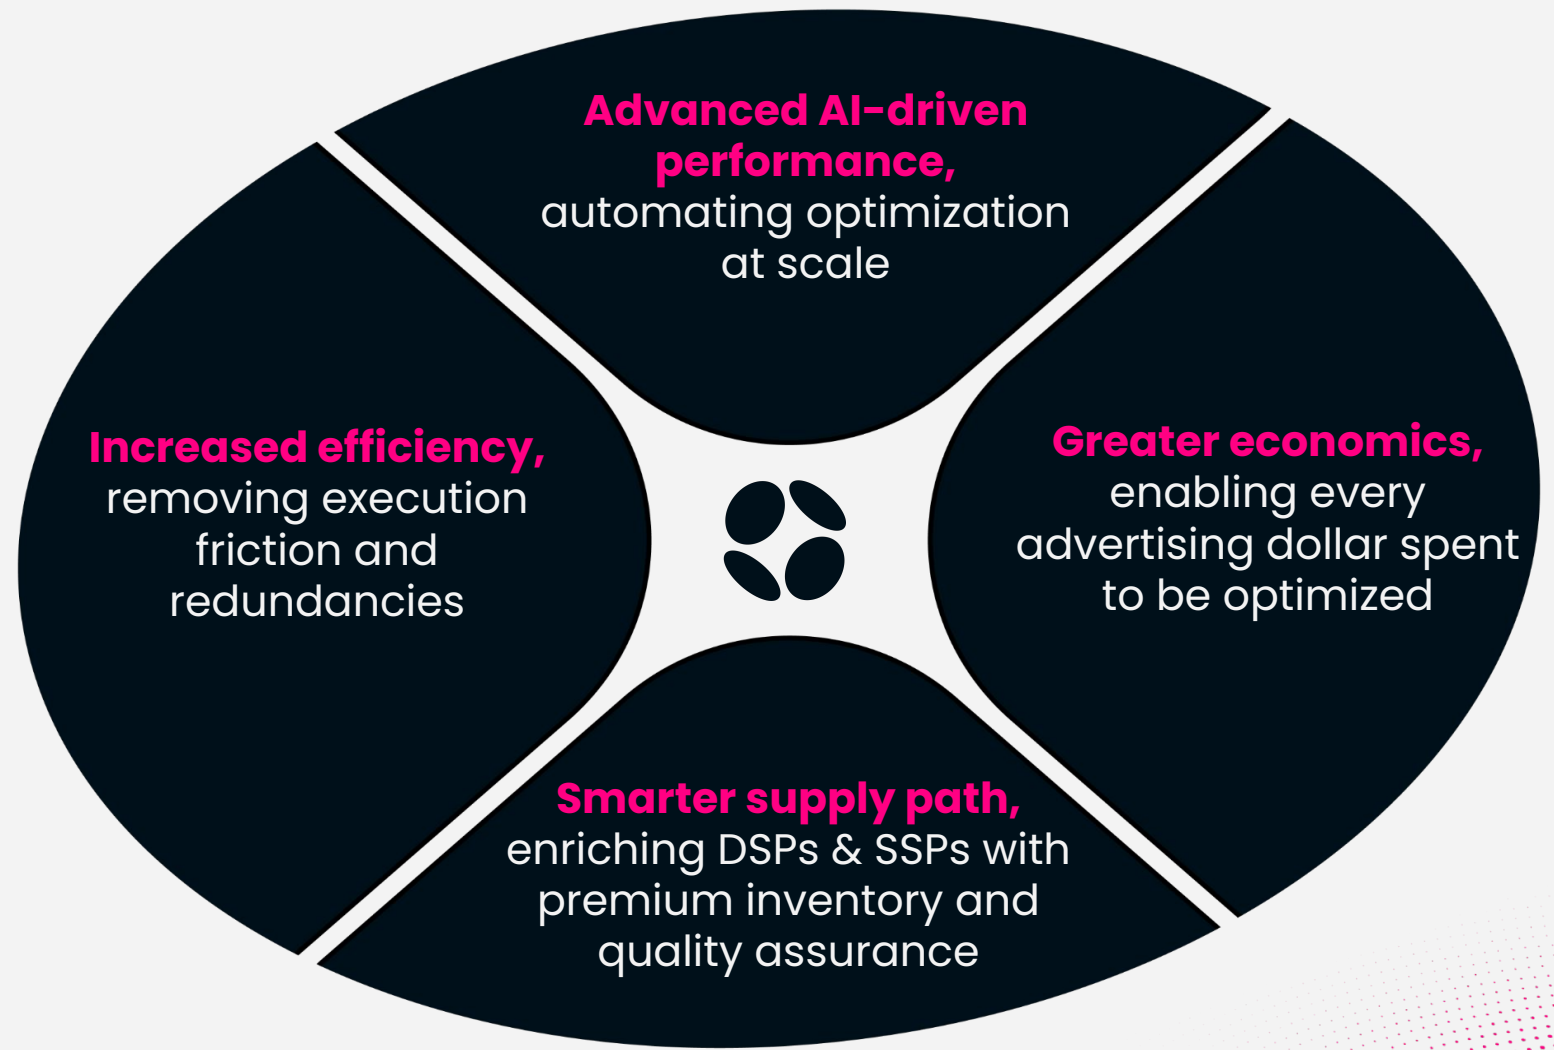 Advanced AI-driven
performance,
automating optimization
at scale
Increased efficiency,
removing execution
friction and
redundancies
Greater economics,
enabling every
advertising dollar spent
to be optimized
Smarter supply path,
enriching DSPs & SSPs with
premium inventory and
quality assurance